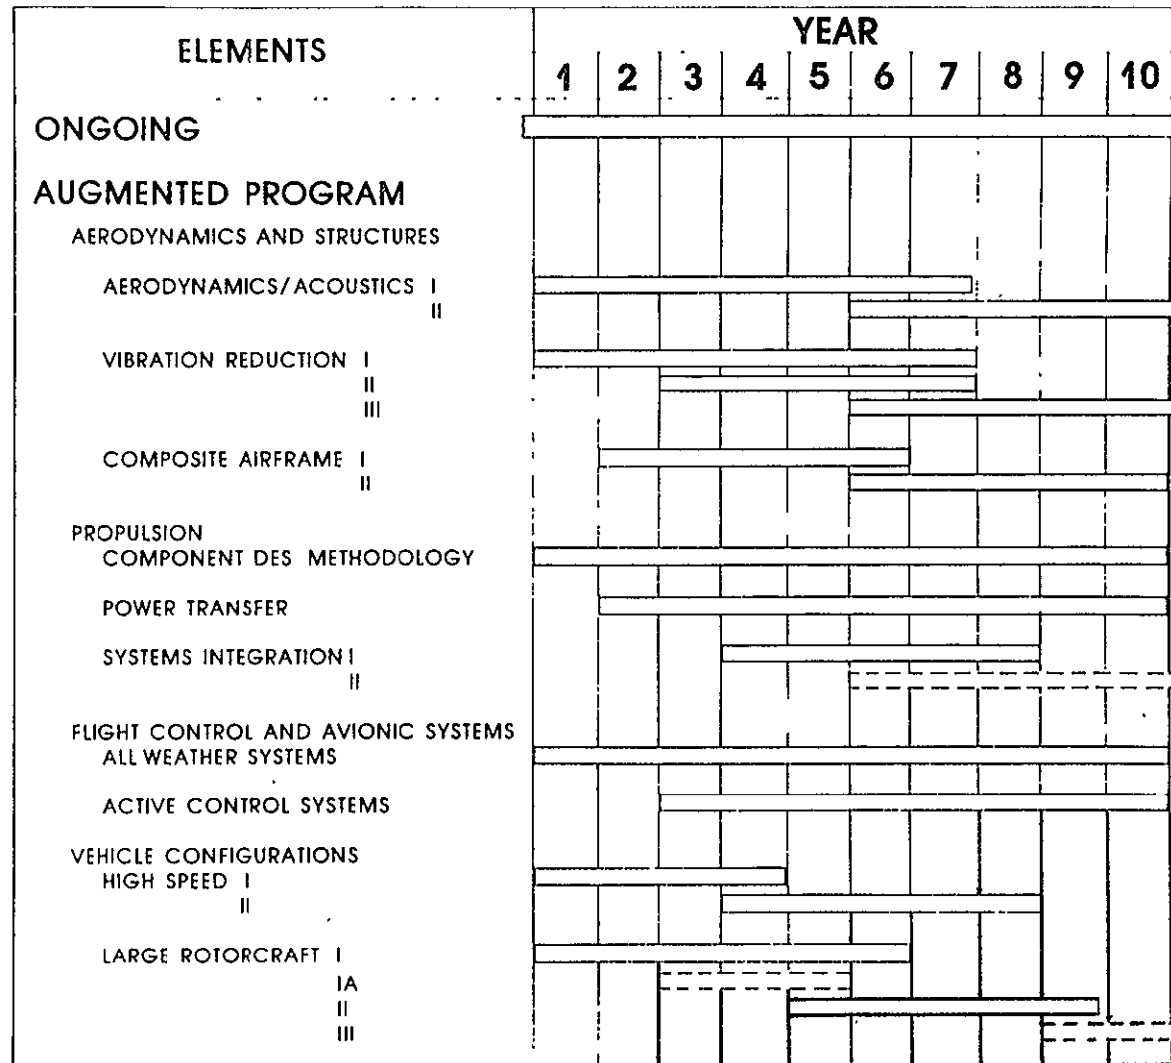 ELEMENTS
YEAR
1 2 3 4 5 6 7 8 9 10
ONGOING
AUGMENTED PROGRAM
AERODYNAMICS AND STRUCTURES
AERODYNAMICS/ACOUSTICS I
II
VIBRATION REDUCTION I
II
III
COMPOSITE AIRFRAME I
II
PROPULSION
COMPONENT DES METHODOLOGY
POWER TRANSFER
SYSTEMS INTEGRATION I
II
FLIGHT CONTROL AND AVIONIC SYSTEMS
ALL WEATHER SYSTEMS
ACTIVE CONTROL SYSTEMS
VEHICLE CONFIGURATIONS
HIGH SPEED I
II
LARGE ROTORCRAFT I
IA
II
III